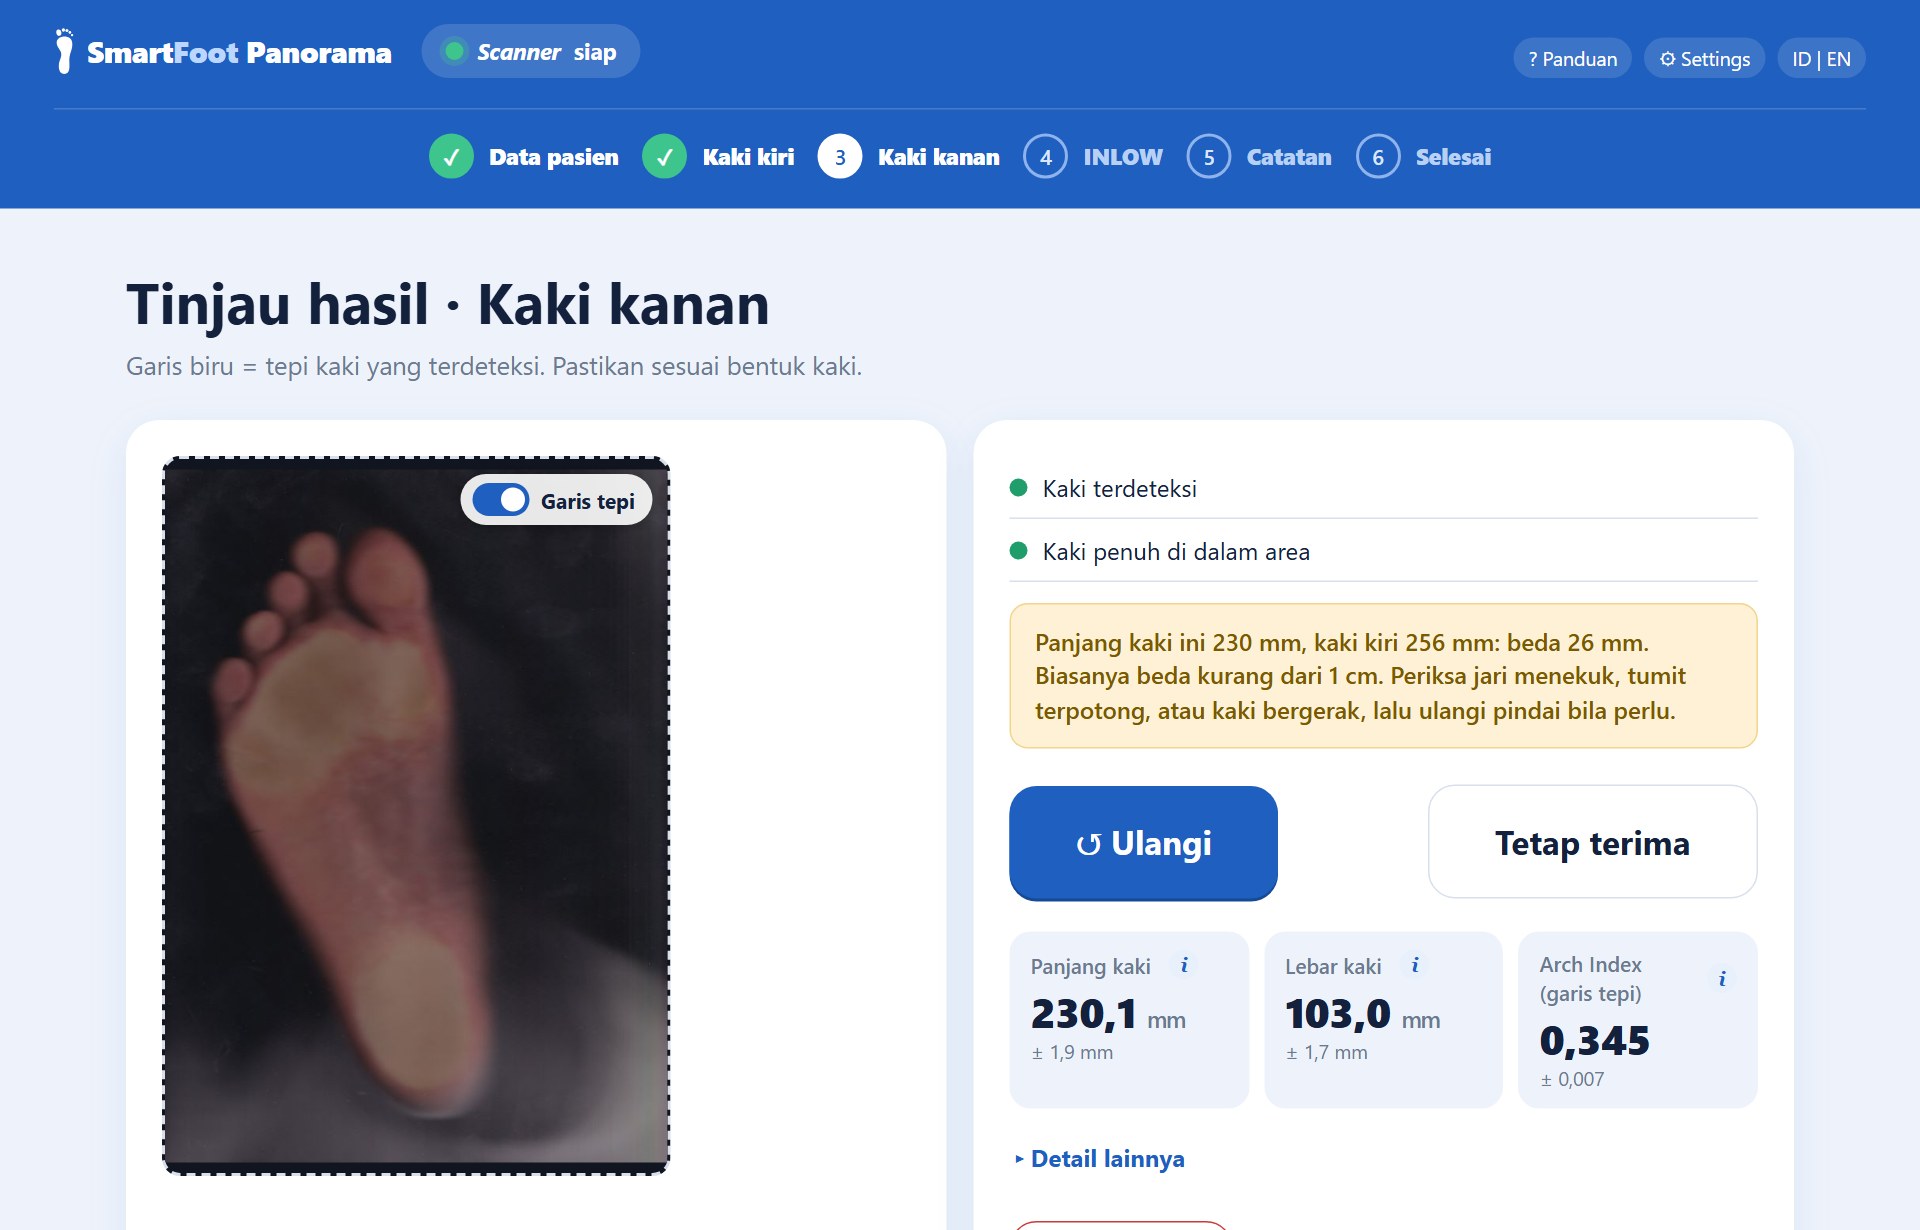 SmartFoot Panorama
Scanner siap
? Panduan
⚙ Settings
ID | EN
✓ Data pasien
✓ Kaki kiri
3 Kaki kanan
4 INLOW
5 Catatan
6 Selesai
Tinjau hasil · Kaki kanan
Garis biru = tepi kaki yang terdeteksi. Pastikan sesuai bentuk kaki.
Garis tepi
Kaki terdeteksi
Kaki penuh di dalam area
Panjang kaki ini 230 mm, kaki kiri 256 mm: beda 26 mm.
Biasanya beda kurang dari 1 cm. Periksa jari menekuk, tumit
terpotong, atau kaki bergerak, lalu ulangi pindai bila perlu.
↺ Ulangi
Tetap terima
Panjang kaki i
230,1 mm
± 1,9 mm
Lebar kaki i
103,0 mm
± 1,7 mm
Arch Index
(garis tepi) i
0,345
± 0,007
▸ Detail lainnya